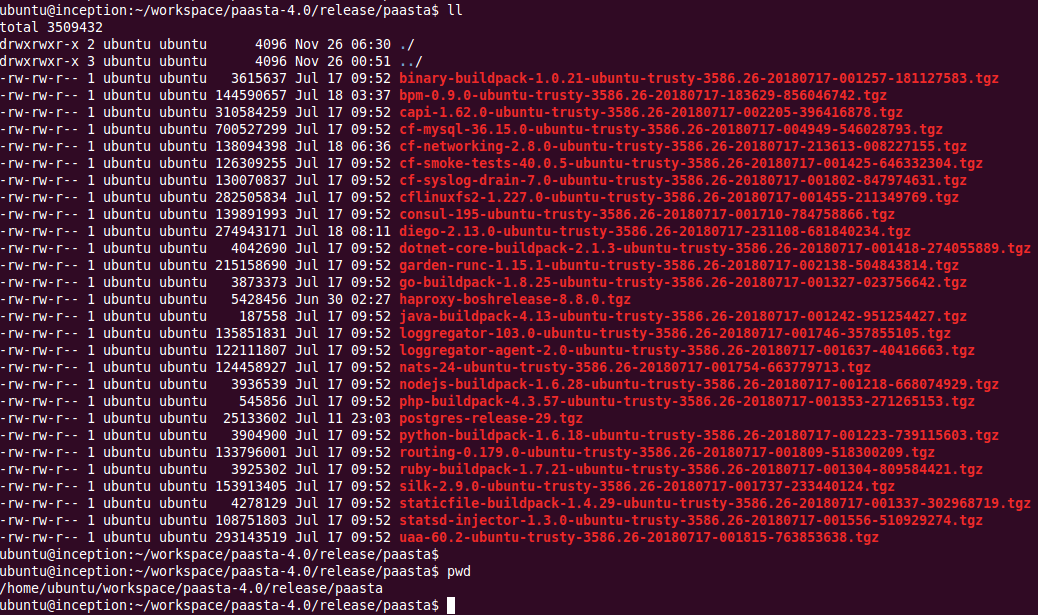 ubuntu@inception:~/workspace/paasta-4.0/release/paasta$ ll
total 3509432
drwxrwxr-x 2 ubuntu ubuntu      4096 Nov 26 06:30 ./
drwxrwxr-x 3 ubuntu ubuntu      4096 Nov 26 00:51 ../
-rw-rw-r-- 1 ubuntu ubuntu   3615637 Jul 17 09:52 binary-buildpack-1.0.21-ubuntu-trusty-3586.26-20180717-001257-181127583.tgz
-rw-rw-r-- 1 ubuntu ubuntu 144590657 Jul 18 03:37 bpm-0.9.0-ubuntu-trusty-3586.26-20180717-183629-856046742.tgz
-rw-rw-r-- 1 ubuntu ubuntu 310584259 Jul 17 09:52 capi-1.62.0-ubuntu-trusty-3586.26-20180717-002205-396416878.tgz
-rw-rw-r-- 1 ubuntu ubuntu 700527299 Jul 17 09:52 cf-mysql-36.15.0-ubuntu-trusty-3586.26-20180717-004949-546028793.tgz
-rw-rw-r-- 1 ubuntu ubuntu 138094398 Jul 18 06:36 cf-networking-2.8.0-ubuntu-trusty-3586.26-20180717-213613-008227155.tgz
-rw-rw-r-- 1 ubuntu ubuntu 126309255 Jul 17 09:52 cf-smoke-tests-40.0.5-ubuntu-trusty-3586.26-20180717-001425-646332304.tgz
-rw-rw-r-- 1 ubuntu ubuntu 130070837 Jul 17 09:52 cf-syslog-drain-7.0-ubuntu-trusty-3586.26-20180717-001802-847974631.tgz
-rw-rw-r-- 1 ubuntu ubuntu 282505834 Jul 17 09:52 cflinuxfs2-1.227.0-ubuntu-trusty-3586.26-20180717-001455-211349769.tgz
-rw-rw-r-- 1 ubuntu ubuntu 139891993 Jul 17 09:52 consul-195-ubuntu-trusty-3586.26-20180717-001710-784758866.tgz
-rw-rw-r-- 1 ubuntu ubuntu 274943171 Jul 18 08:11 diego-2.13.0-ubuntu-trusty-3586.26-20180717-231108-681840234.tgz
-rw-rw-r-- 1 ubuntu ubuntu   4042690 Jul 17 09:52 dotnet-core-buildpack-2.1.3-ubuntu-trusty-3586.26-20180717-001418-274055889.tgz
-rw-rw-r-- 1 ubuntu ubuntu 215158690 Jul 17 09:52 garden-runc-1.15.1-ubuntu-trusty-3586.26-20180717-002138-504843814.tgz
-rw-rw-r-- 1 ubuntu ubuntu   3873373 Jul 17 09:52 go-buildpack-1.8.25-ubuntu-trusty-3586.26-20180717-001327-023756642.tgz
-rw-rw-r-- 1 ubuntu ubuntu   5428456 Jun 30 02:27 haproxy-boshrelease-8.8.0.tgz
-rw-rw-r-- 1 ubuntu ubuntu    187558 Jul 17 09:52 java-buildpack-4.13-ubuntu-trusty-3586.26-20180717-001242-951254427.tgz
-rw-rw-r-- 1 ubuntu ubuntu 135851831 Jul 17 09:52 loggregator-103.0-ubuntu-trusty-3586.26-20180717-001746-357855105.tgz
-rw-rw-r-- 1 ubuntu ubuntu 122111807 Jul 17 09:52 loggregator-agent-2.0-ubuntu-trusty-3586.26-20180717-001637-40416663.tgz
-rw-rw-r-- 1 ubuntu ubuntu 124458927 Jul 17 09:52 nats-24-ubuntu-trusty-3586.26-20180717-001754-663779713.tgz
-rw-rw-r-- 1 ubuntu ubuntu   3936539 Jul 17 09:52 nodejs-buildpack-1.6.28-ubuntu-trusty-3586.26-20180717-001218-668074929.tgz
-rw-rw-r-- 1 ubuntu ubuntu    545856 Jul 17 09:52 php-buildpack-4.3.57-ubuntu-trusty-3586.26-20180717-001353-271265153.tgz
-rw-rw-r-- 1 ubuntu ubuntu  25133602 Jul 11 23:03 postgres-release-29.tgz
-rw-rw-r-- 1 ubuntu ubuntu   3904900 Jul 17 09:52 python-buildpack-1.6.18-ubuntu-trusty-3586.26-20180717-001223-739115603.tgz
-rw-rw-r-- 1 ubuntu ubuntu 133796001 Jul 17 09:52 routing-0.179.0-ubuntu-trusty-3586.26-20180717-001809-518300209.tgz
-rw-rw-r-- 1 ubuntu ubuntu   3925302 Jul 17 09:52 ruby-buildpack-1.7.21-ubuntu-trusty-3586.26-20180717-001304-809584421.tgz
-rw-rw-r-- 1 ubuntu ubuntu 153913405 Jul 17 09:52 silk-2.9.0-ubuntu-trusty-3586.26-20180717-001737-233440124.tgz
-rw-rw-r-- 1 ubuntu ubuntu   4278129 Jul 17 09:52 staticfile-buildpack-1.4.29-ubuntu-trusty-3586.26-20180717-001337-302968719.tgz
-rw-rw-r-- 1 ubuntu ubuntu 108751803 Jul 17 09:52 statsd-injector-1.3.0-ubuntu-trusty-3586.26-20180717-001556-510929274.tgz
-rw-rw-r-- 1 ubuntu ubuntu 293143519 Jul 17 09:52 uaa-60.2-ubuntu-trusty-3586.26-20180717-001815-763853638.tgz
ubuntu@inception:~/workspace/paasta-4.0/release/paasta$
ubuntu@inception:~/workspace/paasta-4.0/release/paasta$ pwd
/home/ubuntu/workspace/paasta-4.0/release/paasta
ubuntu@inception:~/workspace/paasta-4.0/release/paasta$